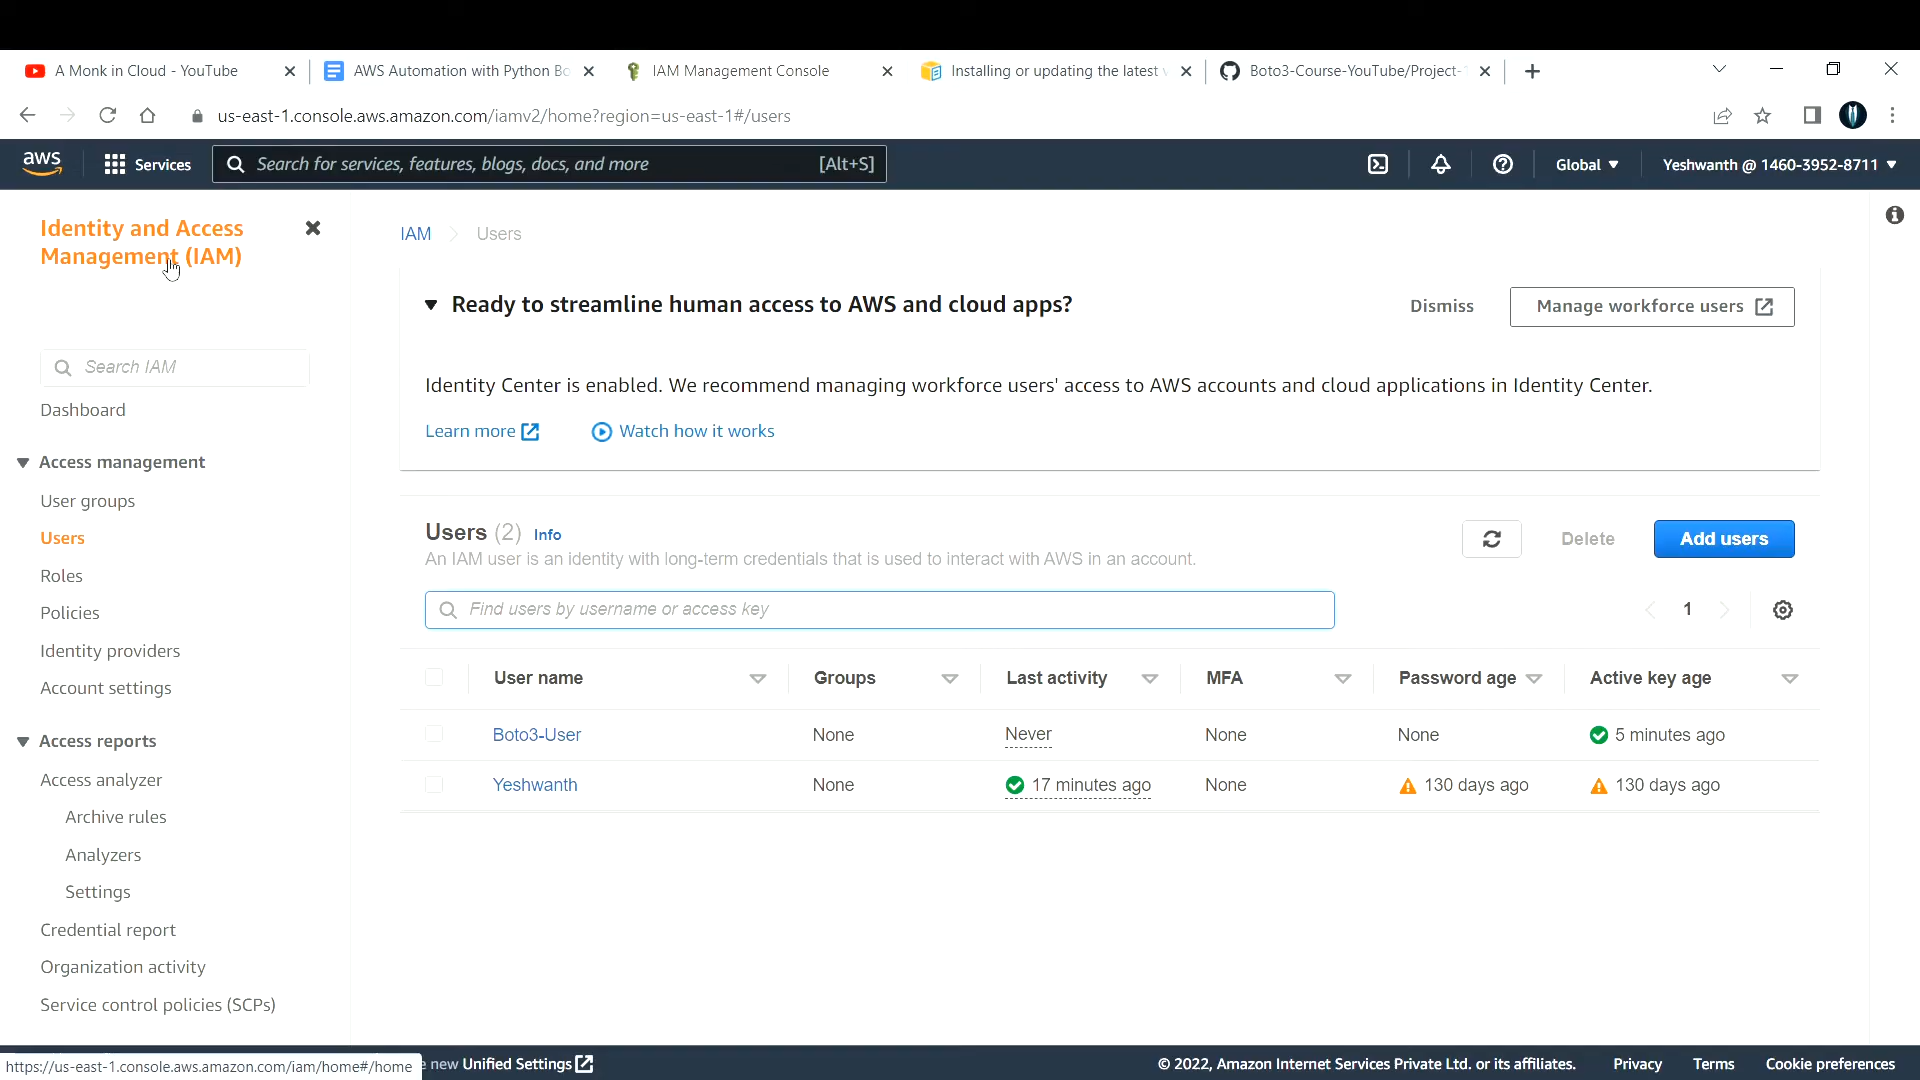 A Monk in Cloud - YouTube
AWS Automation with Python Bo
IAM Management Console
Installing or updating the latest v
Boto3-Course-YouTube/Project-
us-east-1.console.aws.amazon.com/iamv2/home?region=us-east-1#/users
aws
Services
Search for services, features, blogs, docs, and more
[Alt+S]
Global
Yeshwanth @ 1460-3952-8711
Identity and Access
Management (IAM)
Search IAM
Dashboard
Access management
User groups
Users
Roles
Policies
Identity providers
Account settings
Access reports
Access analyzer
Archive rules
Analyzers
Settings
Credential report
Organization activity
Service control policies (SCPs)
IAM
Users
Ready to streamline human access to AWS and cloud apps?
Dismiss
Manage workforce users
Identity Center is enabled. We recommend managing workforce users' access to AWS accounts and cloud applications in Identity Center.
Learn more
Watch how it works
Users (2) Info
An IAM user is an identity with long-term credentials that is used to interact with AWS in an account.
Delete
Add users
Find users by username or access key
1
User name Groups Last activity MFA Password age Active key age
Boto3-User None Never None None 5 minutes ago
Yeshwanth None 17 minutes ago None 130 days ago 130 days ago
https://us-east-1.console.aws.amazon.com/iam/home#/home
new Unified Settings
© 2022, Amazon Internet Services Private Ltd. or its affiliates.
Privacy
Terms
Cookie preferences